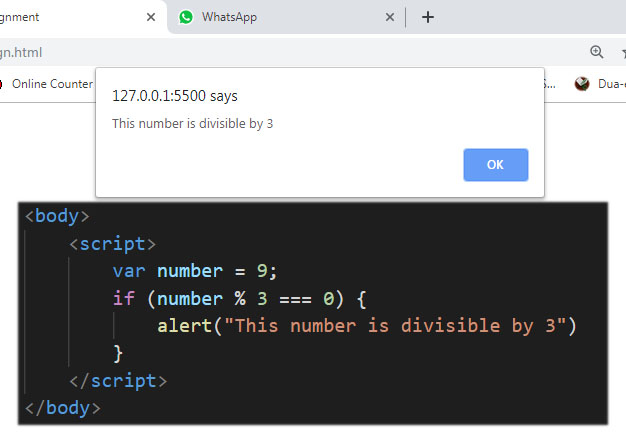 gnment
WhatsApp
gn.html
Online Counter
S...
Dua-
127.0.0.1:5500 says
This number is divisible by 3
OK
<body>
<script>
var number = 9;
if (number % 3 === 0) {
alert("This number is divisible by 3")
}
</script>
</body>